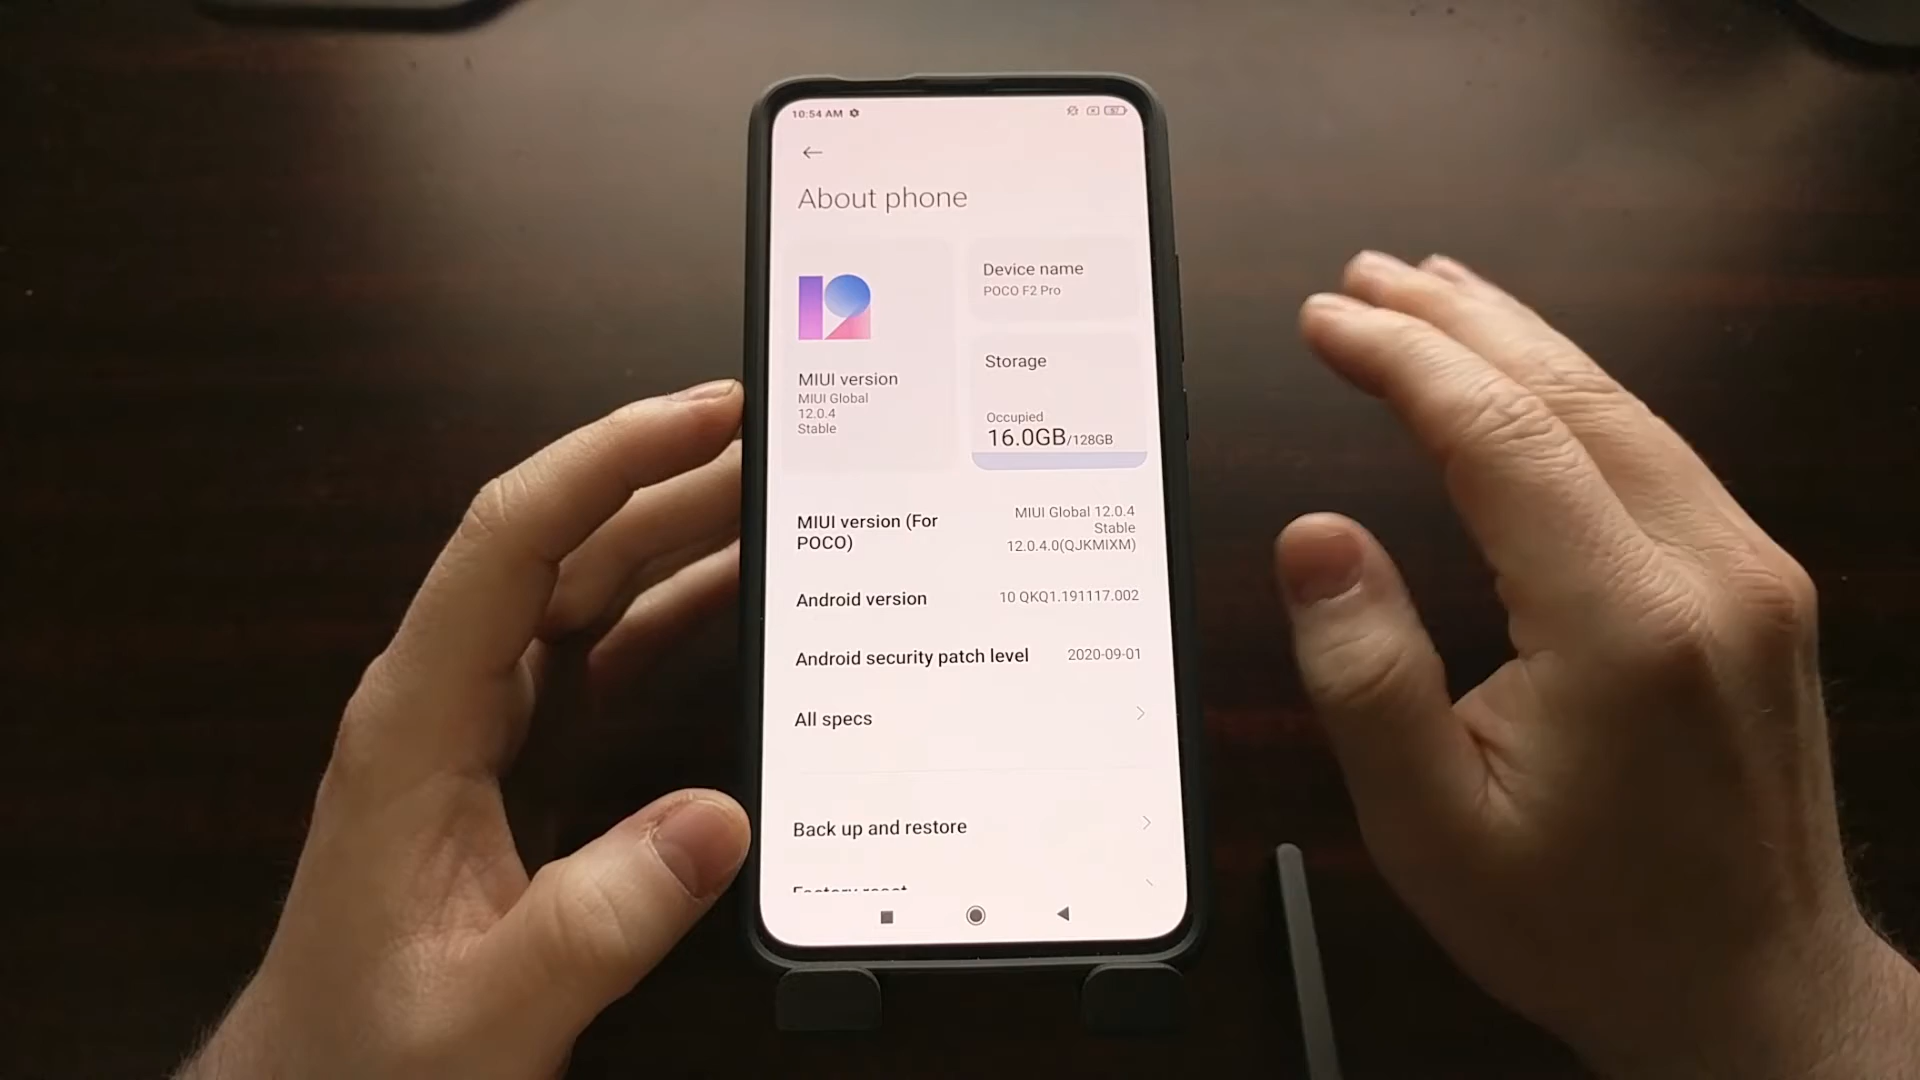 10:54 AM
About phone
12
MIUI version
MIUI Global
12.0.4
Stable
Device name
POCO F2 Pro
Storage
Occupied
16.0GB/128GB
MIUI version (For
POCO)
MIUI Global 12.0.4
Stable
12.0.4.0(QJKMIXM)
Android version
10 QKQ1.191117.002
Android security patch level
2020-09-01
All specs
Back up and restore
Factory reset